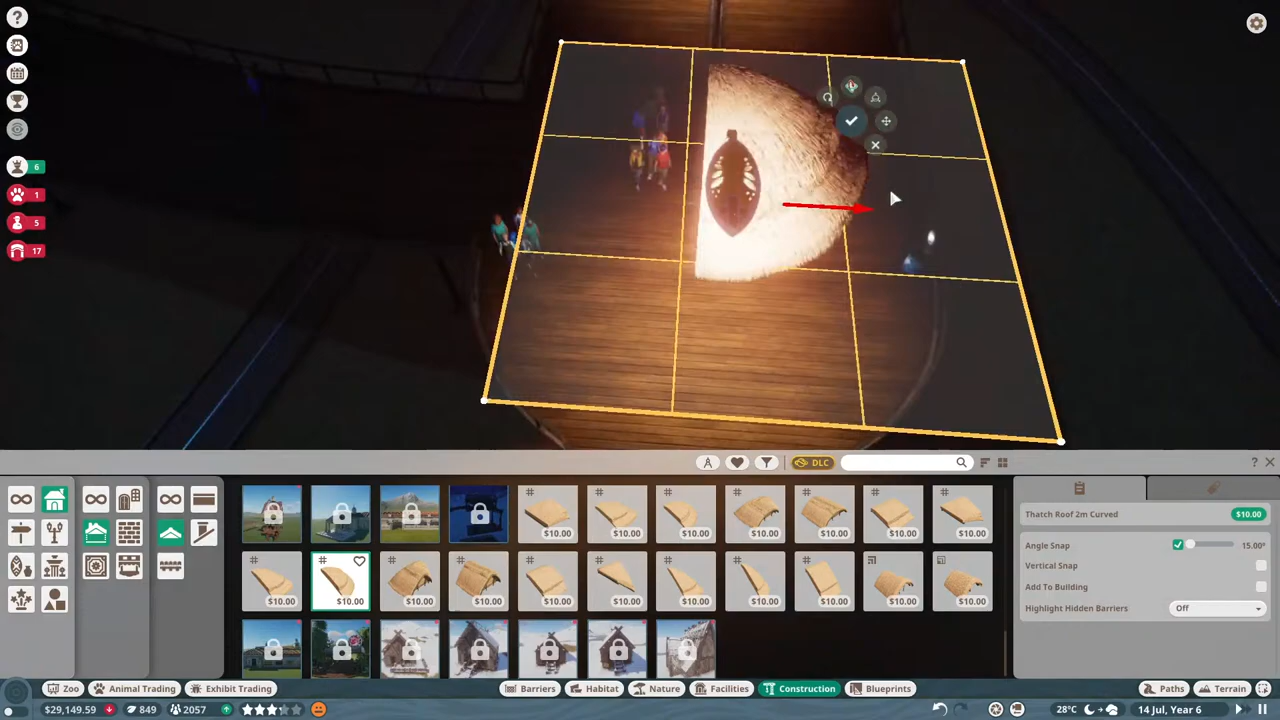 ?
6
1
5
17
DLC
?
$10.00 $10.00 $10.00 $10.00 $10.00 $10.00 $10.00
$10.00 $10.00 $10.00 $10.00 $10.00 $10.00 $10.00 $10.00 $10.00 $10.00 $10.00
Thatch Roof 2m Curved $10.00
Angle Snap 15.00°
Vertical Snap
Add To Building
Highlight Hidden Barriers Off
Zoo Animal Trading Exhibit Trading Barriers Habitat Nature Facilities Construction Blueprints Paths Terrain
$29,149.59 849 2057 28°C 14 Jul, Year 6